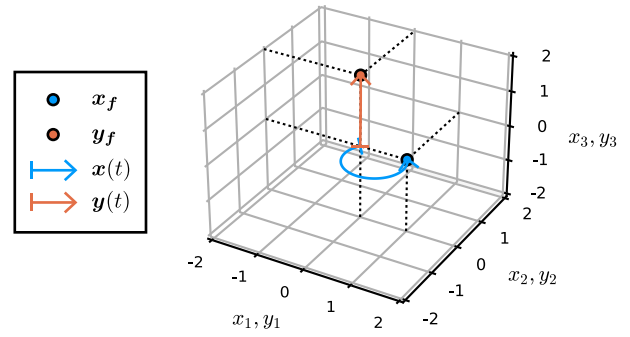 x_f
y_f
x(t)
y(t)
2
1
0
-1
-2
x_3, y_3
2
1
0
-1
-2
x_2, y_2
-2
-1
0
1
2
x_1, y_1